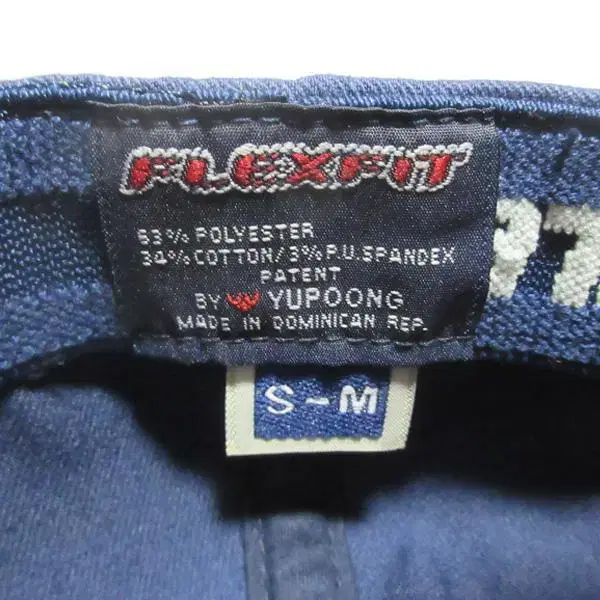 FLEXFIT
63% POLYESTER
34% COTTON/3% P.U. SPANDEX
PATENT
BY YUPOONG
MADE IN DOMINICAN REP.
S-M